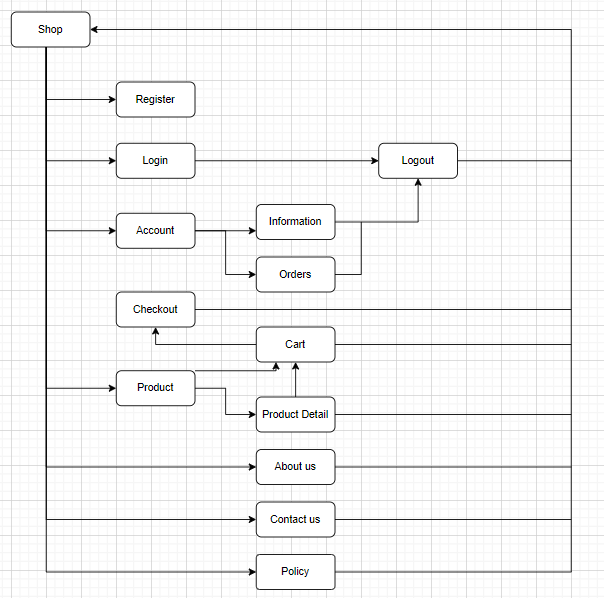 Shop
Register
Login
Logout
Account
Information
Orders
Checkout
Cart
Product
Product Detail
About us
Contact us
Policy